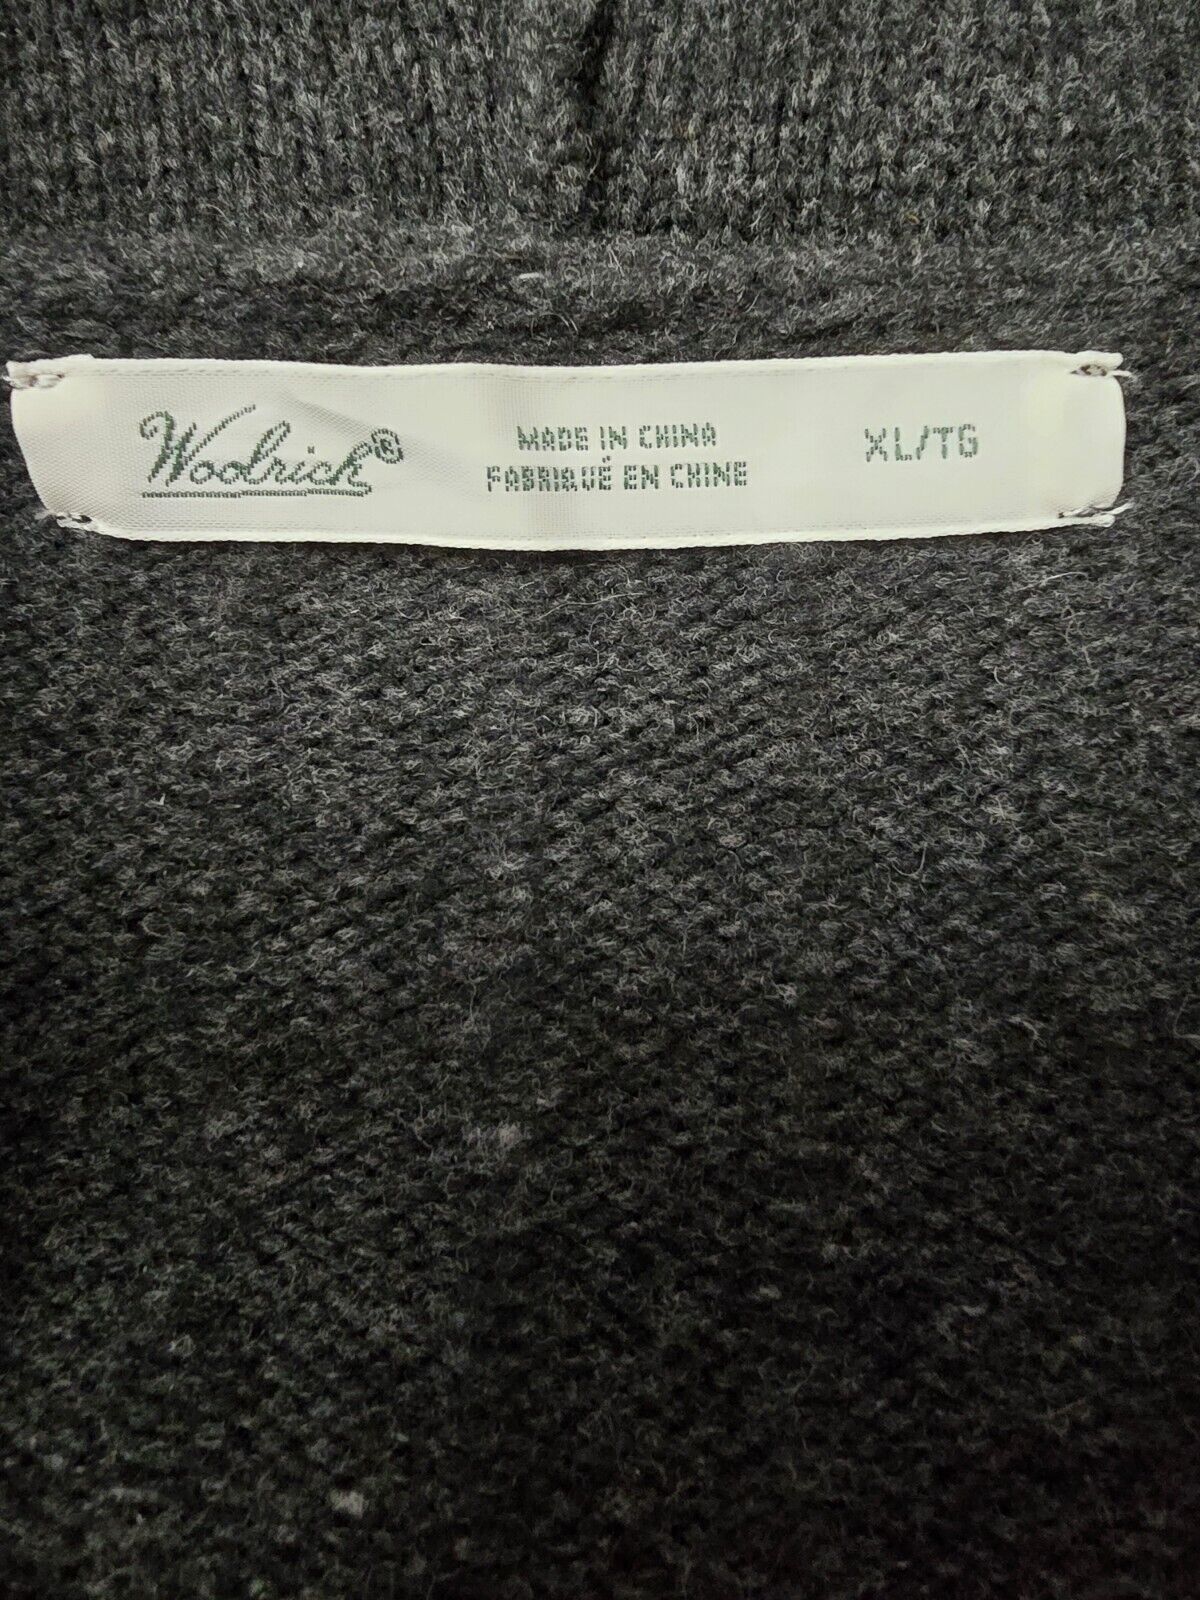 Woolrich®
MADE IN CHINA
FABRIQUÉ EN CHINE
XL/TG